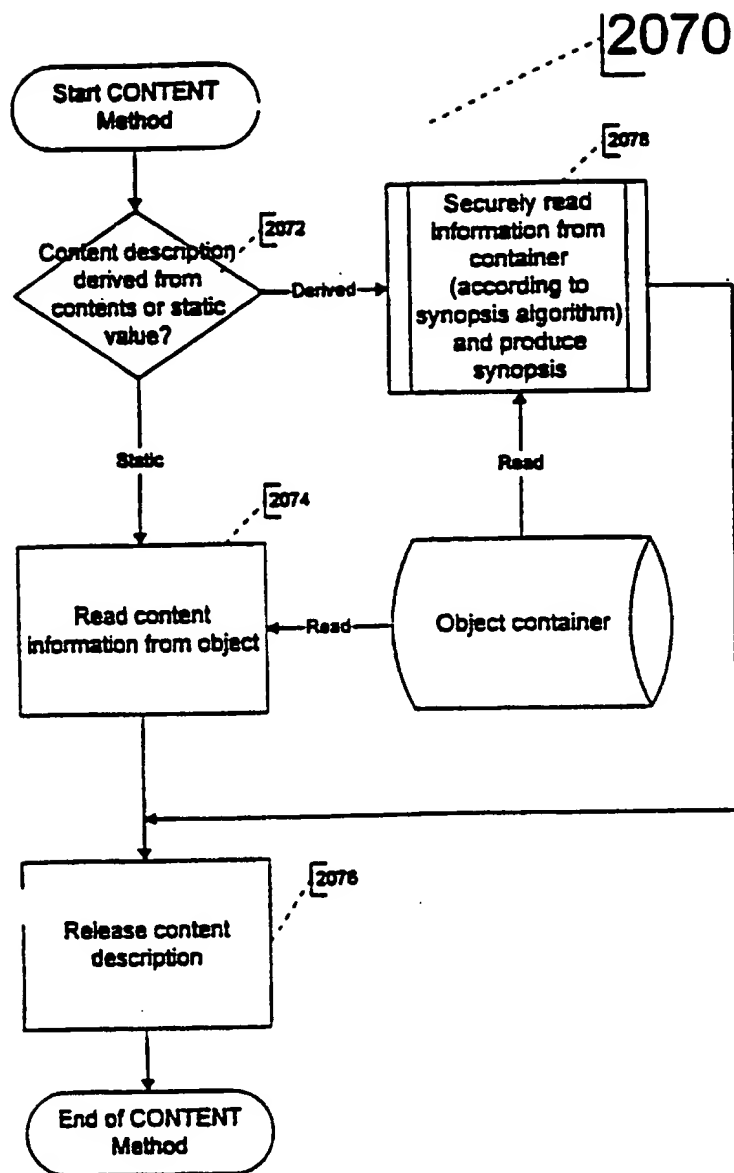 2070
Start CONTENT
Method
2078
Securely read
information from
container
(according to
synopsis algorithm)
and produce
synopsis
2072
Content description
derived from
contents or static
value?
Derived
Static
Read
2074
Read content
information from object
Read
Object container
2076
Release content
description
End of CONTENT
Method